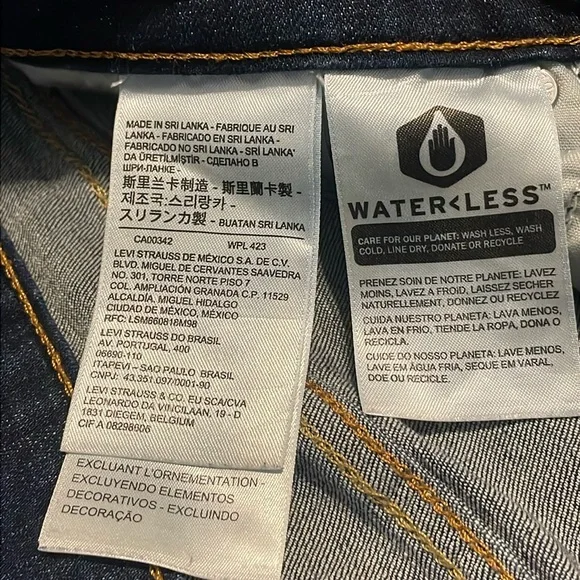 MADE IN SRI LANKA - FABRIQUE AU SRI
LANKA - FABRICADO EN SRI LANKA -
FABRICADO NO SRI LANKA - SRI LANKA'
DA ÜRETİLMİŞTİR - СДЕЛАНО В
ШРИ-ЛАНКЕ -
斯里兰卡制造 - 斯里蘭卡製 -
제조국: 스리랑카 -
スリランカ製 - BUATAN SRI LANKA
CA00342 WPL 423
LEVI STRAUSS DE MÉXICO S.A. DE C.V.
BLVD. MIGUEL DE CERVANTES SAAVEDRA
NO. 301, TORRE NORTE PISO 7
COL. AMPLIACIÓN GRANADA C.P. 11529
ALCALDÍA. MIGUEL HIDALGO
CIUDAD DE MÉXICO, MÉXICO
RFC: LSM660818M98
LEVI STRAUSS DO BRASIL
AV. PORTUGAL, 400
06690-110
ITAPEVI – SAO PAULO BRASIL
CNPJ: 43.351.097/0001-90
LEVI STRAUSS & CO. EU SCA/CVA
LEONARDO DA VINCILAAN, 19 - D
1831 DIEGEM, BELGIUM
CIF A 08298606
EXCLUANT L'ORNEMENTATION -
EXCLUYENDO ELEMENTOS
DECORATIVOS - EXCLUINDO
DECORAÇÃO
WATER<LESS™
CARE FOR OUR PLANET: WASH LESS, WASH
COLD, LINE DRY, DONATE OR RECYCLE
PRENEZ SOIN DE NOTRE PLANETE: LAVEZ
MOINS, LAVEZ A FROID, LAISSEZ SECHER
NATURELLEMENT, DONNEZ OU RECYCLEZ
CUIDA NUESTRO PLANETA: LAVA MENOS,
LAVA EN FRIO, TIENDE LA ROPA, DONA O
RECICLA.
CUIDE DO NOSSO PLANETA: LAVE MENOS,
LAVE EM ÁGUA FRIA, SEQUE EM VARAL,
DOE OU RECICLE.